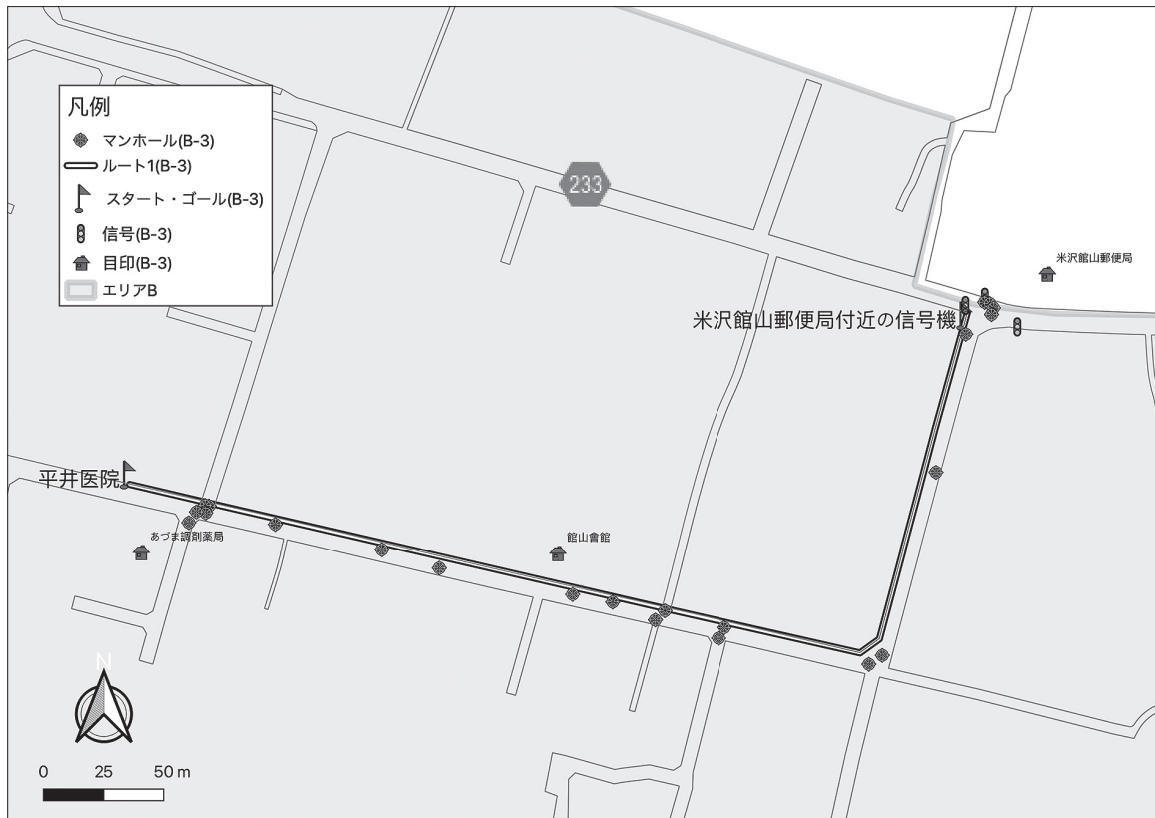 凡例
マンホール(B-3)
ルート1(B-3)
スタート・ゴール(B-3)
信号(B-3)
目印(B-3)
エリアB
233
米沢館山郵便局
米沢館山郵便局付近の信号機
平井医院
あづま調剤薬局
館山會館
N
0 25 50 m